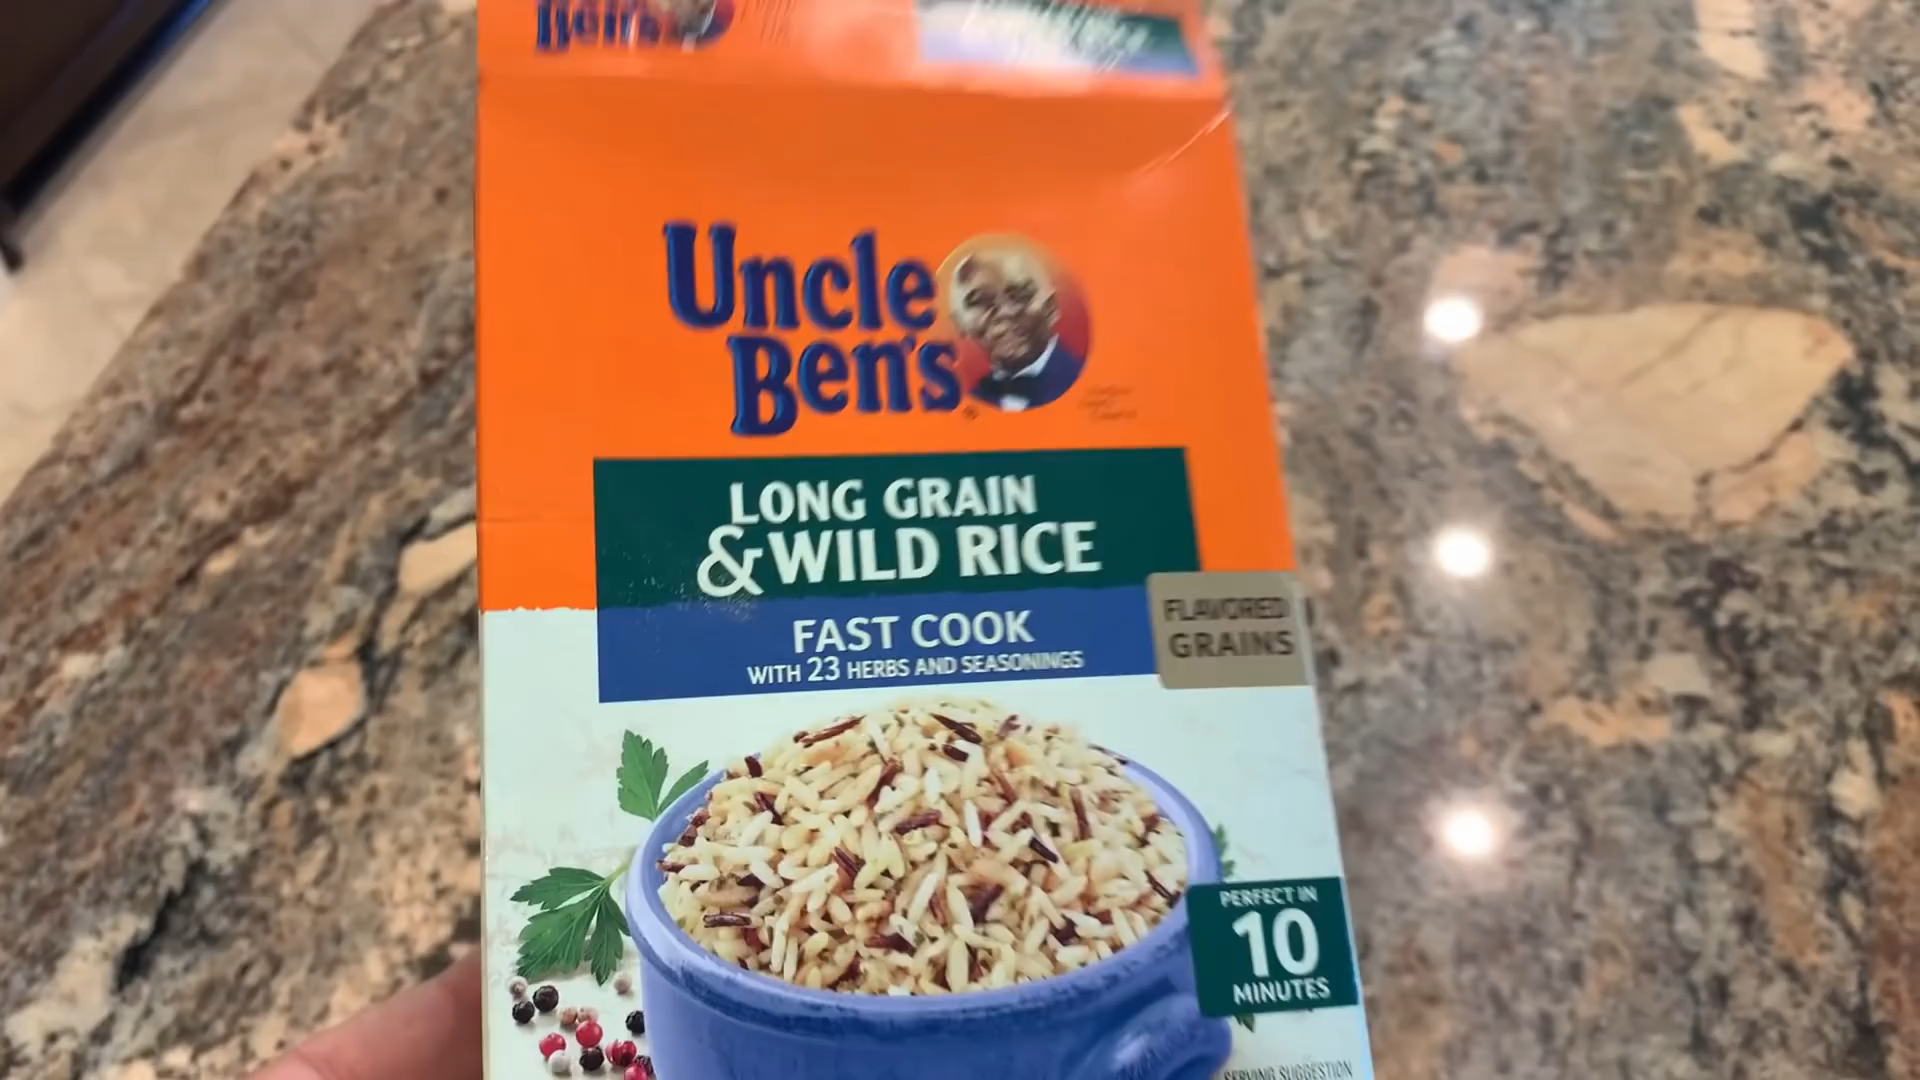 Ben's
Uncle
Ben's
LONG GRAIN
& WILD RICE
FAST COOK
WITH 23 HERBS AND SEASONINGS
FLAVORED
GRAINS
PERFECT IN
10
MINUTES
SERVING SUGGESTION